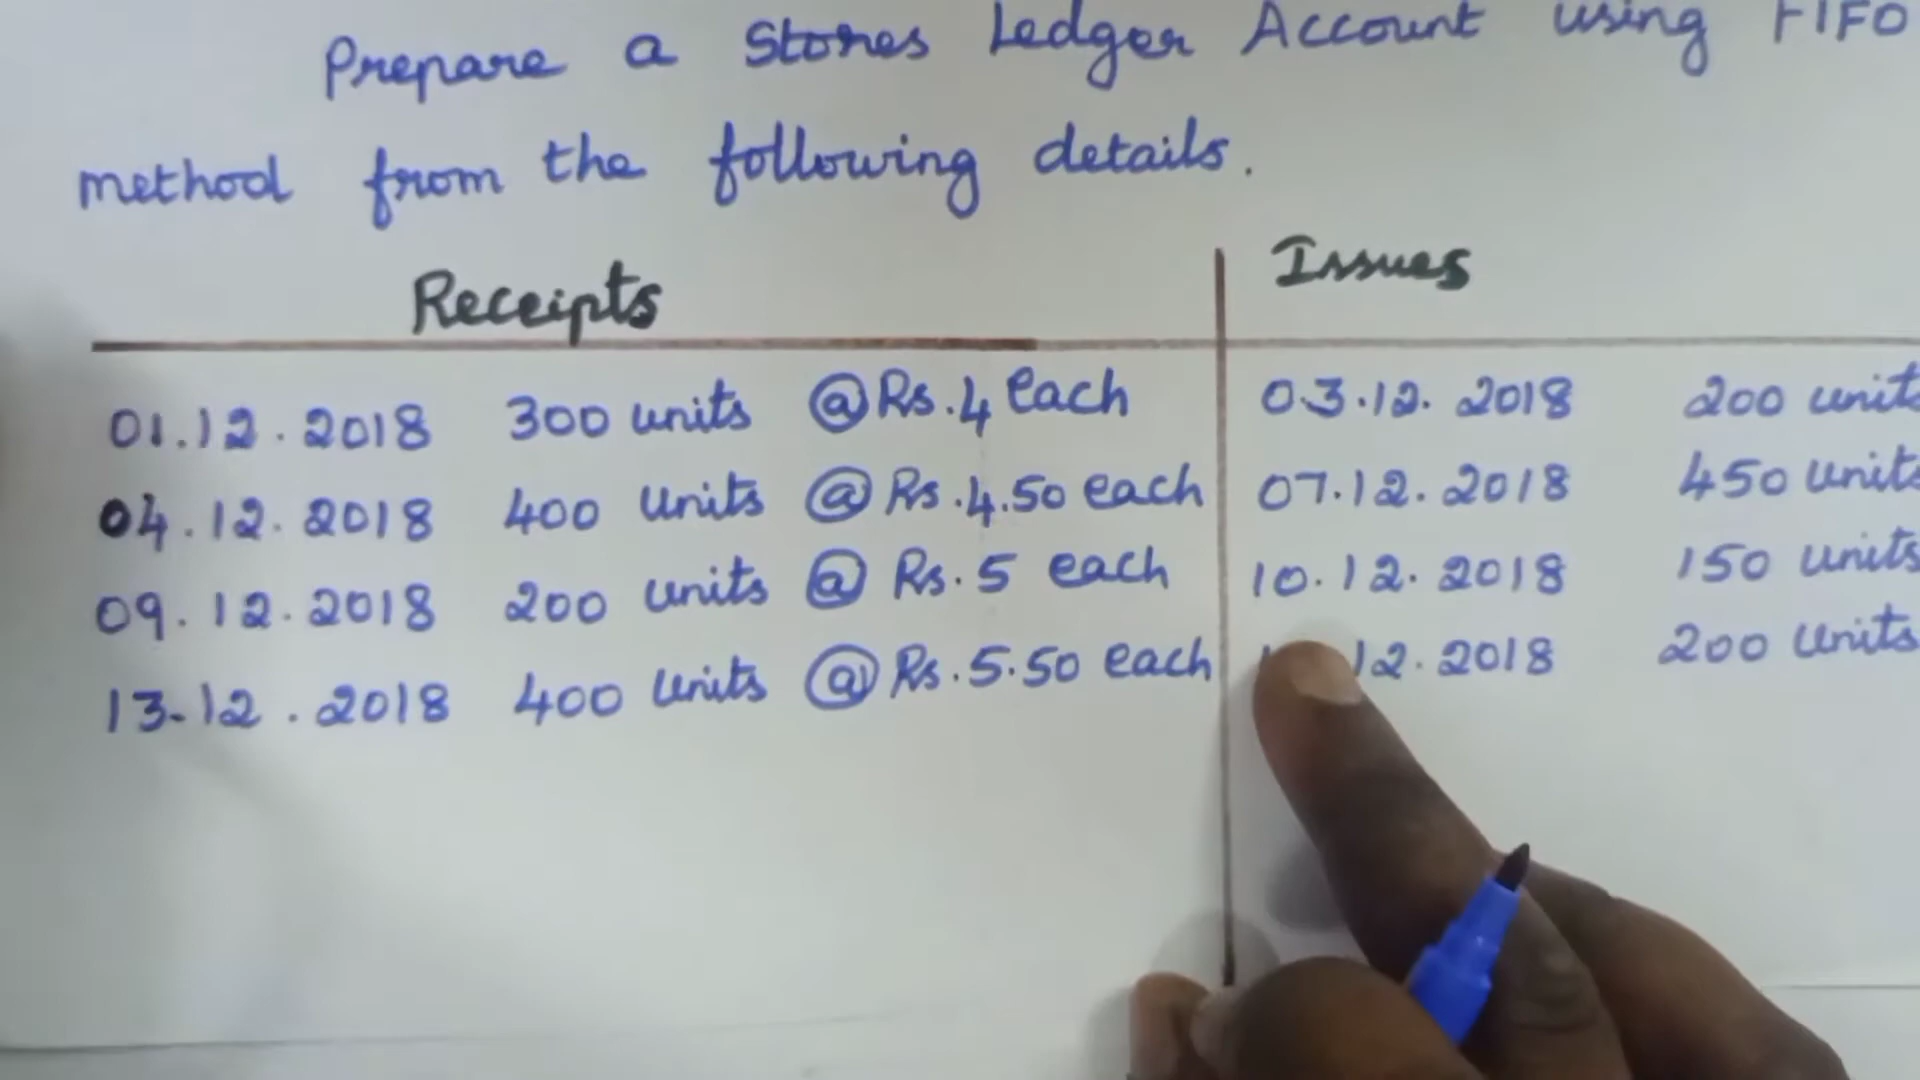 Prepare a Stores Ledger Account using FIFO
method from the following details.
Receipts Issues
01.12.2018 300 units @ Rs.4 each 03.12.2018 200 units
04.12.2018 400 units @ Rs.4.50 each 07.12.2018 450 units
09.12.2018 200 units @ Rs.5 each 10.12.2018 150 units
13.12.2018 400 units @ Rs.5.50 each 12.2018 200 units